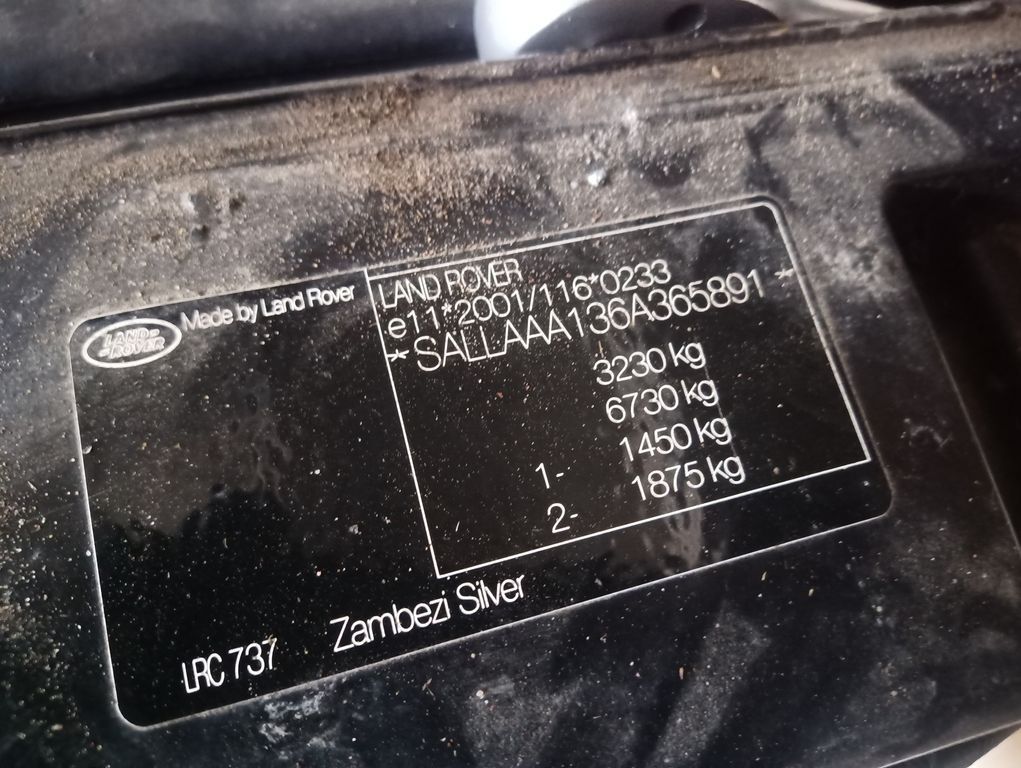 LAND-
-ROVER
Made by Land Rover
LAND ROVER
e11*2001/116*0233
*SALLAAA136A365891*
3230 kg
6730 kg
1- 1450 kg
2- 1875 kg
LRC 737 Zambezi Silver